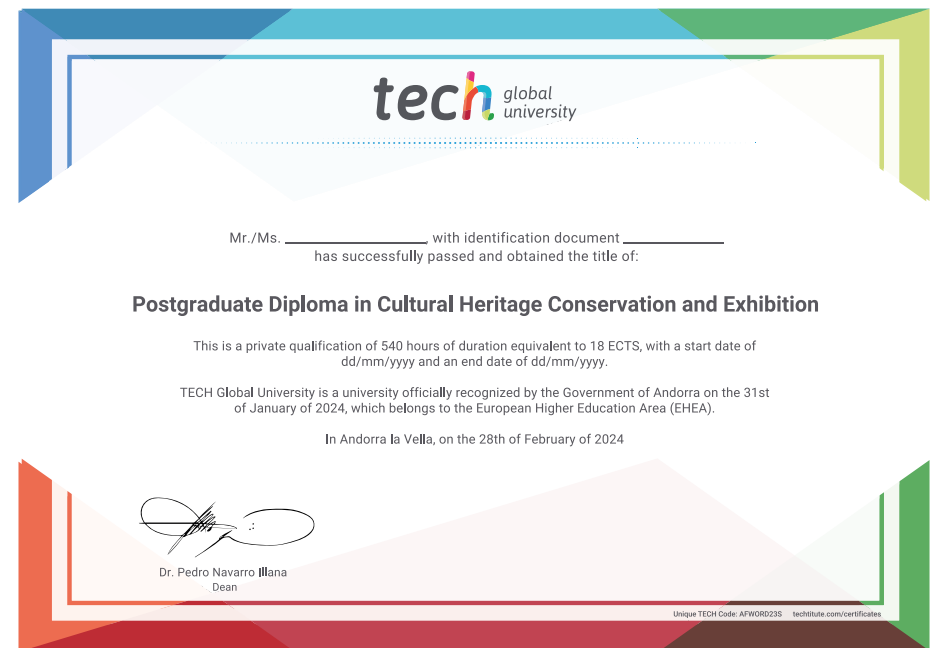 tech global
university
Mr./Ms. ____________, with identification document ____________
has successfully passed and obtained the title of:
Postgraduate Diploma in Cultural Heritage Conservation and Exhibition
This is a private qualification of 540 hours of duration equivalent to 18 ECTS, with a start date of
dd/mm/yyyy and an end date of dd/mm/yyyy.
TECH Global University is a university officially recognized by the Government of Andorra on the 31st
of January of 2024, which belongs to the European Higher Education Area (EHEA).
In Andorra la Vella, on the 28th of February of 2024
Dr. Pedro Navarro Illana
Dean
Unique TECH Code: AFWORD23S techtitute.com/certificates